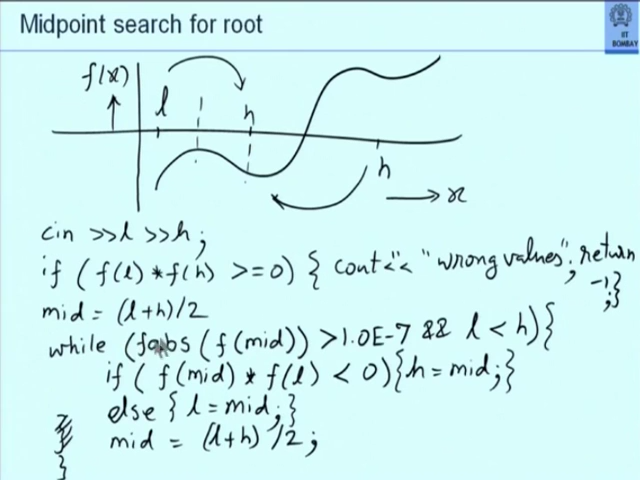 Midpoint search for root
IIT
BOMBAY
f(x)
l
h
h
x
cin >>l >>h;
if ( f(l) *f(h) >=0) { cout<< "wrong values"; return
-1;}
mid = (l+h)/2
while (fabs (f(mid)) >1.0E-7 && l < h){
if ( f(mid) * f(l) < 0){h = mid;}
else { l = mid;}
mid = (l+h)/2;
}